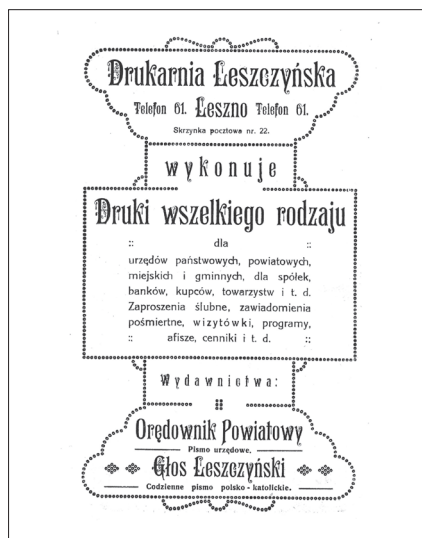 Drukarnia Leszczyńska
Telefon 61. Leszno Telefon 61.
Skrzynka pocztowa nr. 22.
wykonuje
Druki wszelkiego rodzaju
:: dla ::
urzędów państwowych, powiatowych,
miejskich i gminnych, dla spółek,
banków, kupców, towarzystw i t. d.
Zaproszenia ślubne, zawiadomienia
pośmiertne, wizytówki, programy,
:: afisze, cenniki i t. d. ::
Wydawnictwa:
Orędownik Powiatowy
Pismo urzędowe.
Głos Leszczyński
Codzienne pismo polsko-katolickie.